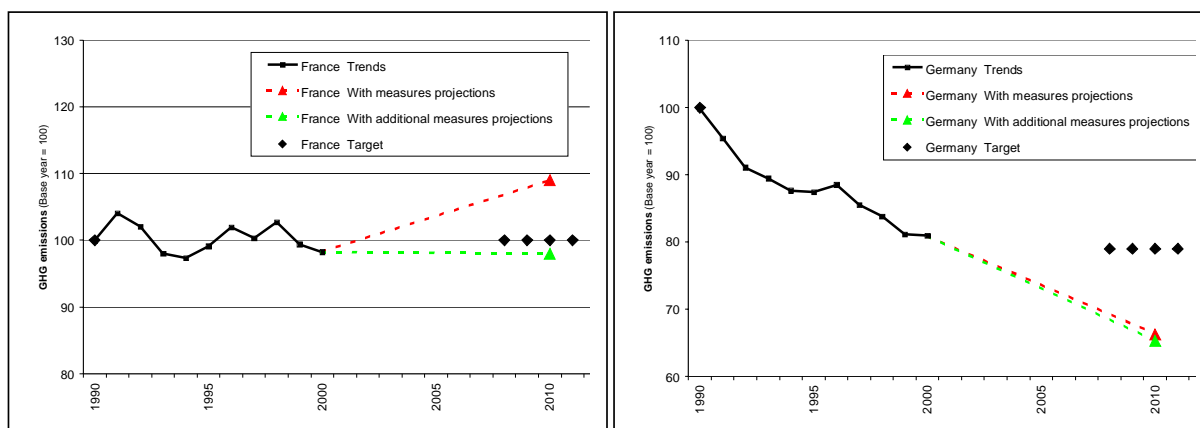 130
120
110
100
90
80
GHG emissions (Base year = 100)
France Trends
France With measures projections
France With additional measures projections
France Target
1990
1995
2000
2005
2010
110
100
90
80
70
60
GHG emissions (Base year = 100)
Germany Trends
Germany With measures projections
Germany With additional measures projections
Germany Target
1990
1995
2000
2005
2010